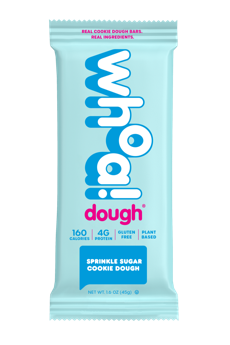 REAL COOKIE DOUGH BARS.
REAL INGREDIENTS.
whoa!
dough®
160 CALORIES
4G PROTEIN
GLUTEN FREE
PLANT BASED
SPRINKLE SUGAR
COOKIE DOUGH
NET WT 1.6 OZ (45g)